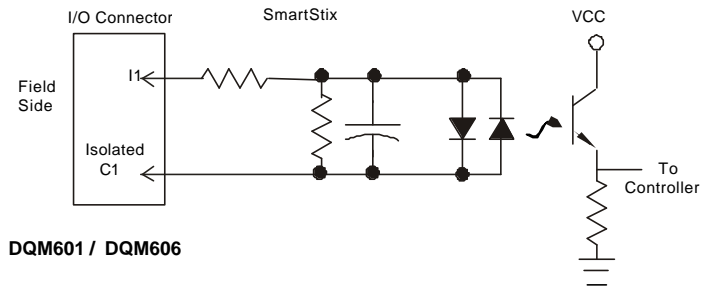 I/O Connector
SmartStix
VCC
I1
Field
Side
Isolated
C1
To
Controller
DQM601 / DQM606